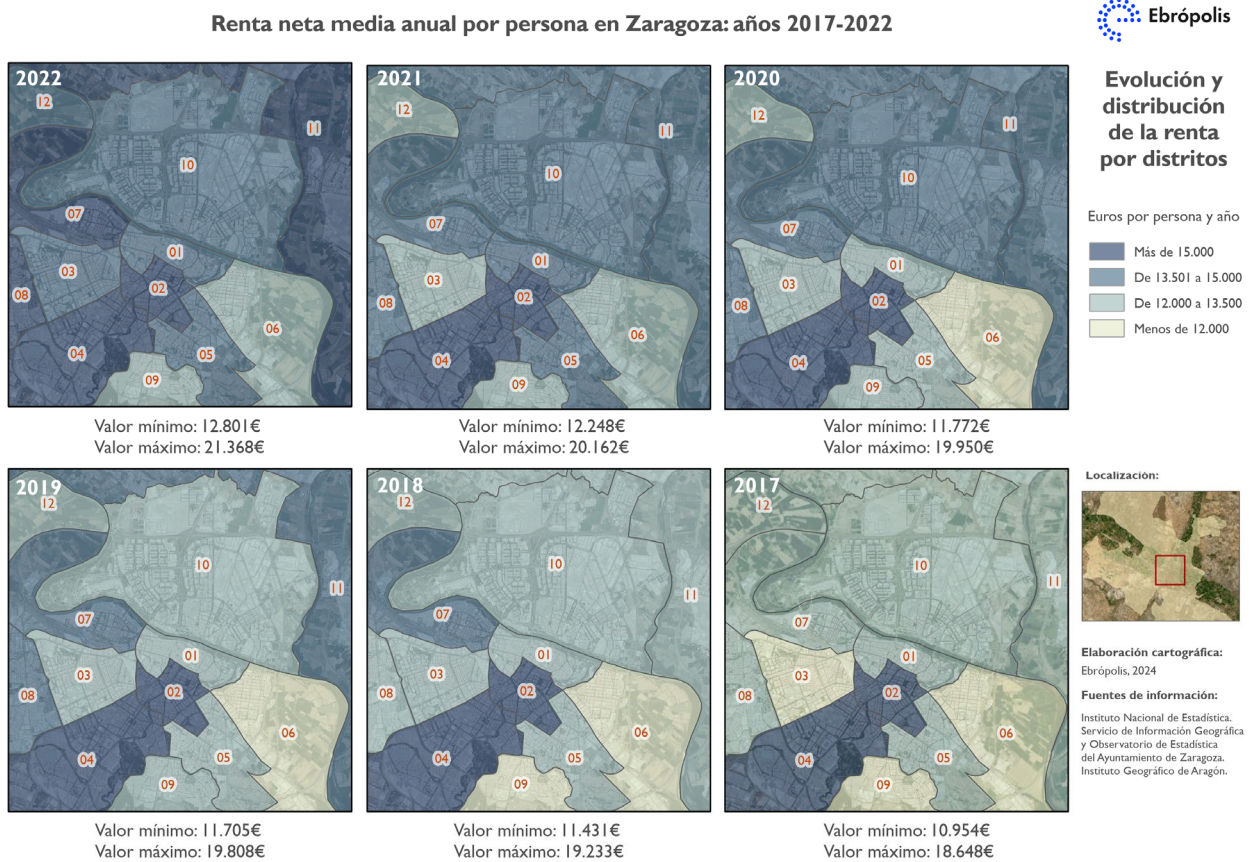 Renta neta media anual por persona en Zaragoza: años 2017-2022
Ebrópolis
Evolución y
distribución
de la renta
por distritos
Euros por persona y año
Más de 15.000
De 13.501 a 15.000
De 12.000 a 13.500
Menos de 12.000
2022
12
11
10
07
01
03
02
08
06
04
05
09
Valor mínimo: 12.801€
Valor máximo: 21.368€
2021
12
11
10
07
01
03
02
08
06
04
05
09
Valor mínimo: 12.248€
Valor máximo: 20.162€
2020
12
11
10
07
01
03
02
08
06
04
05
09
Valor mínimo: 11.772€
Valor máximo: 19.950€
2019
12
10
11
07
01
03
02
08
06
04
05
09
Valor mínimo: 11.705€
Valor máximo: 19.808€
2018
12
10
11
07
01
03
02
08
06
04
05
09
Valor mínimo: 11.431€
Valor máximo: 19.233€
2017
12
10
11
07
01
03
02
08
06
04
05
09
Valor mínimo: 10.954€
Valor máximo: 18.648€
Localización:
Elaboración cartográfica:
Ebrópolis, 2024
Fuentes de información:
Instituto Nacional de Estadística.
Servicio de Información Geográfica
y Observatorio de Estadística
del Ayuntamiento de Zaragoza.
Instituto Geográfico de Aragón.